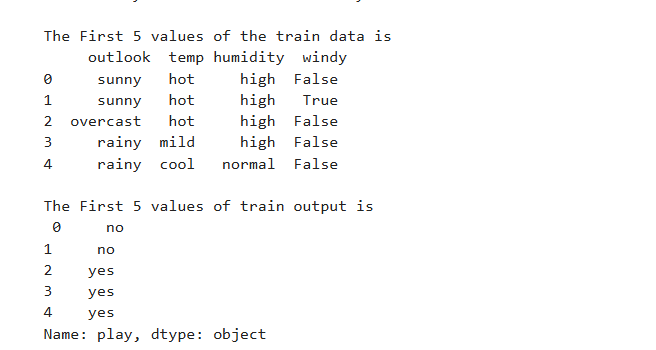 The First 5 values of the train data is
outlook temp humidity windy
0 sunny hot high False
1 sunny hot high True
2 overcast hot high False
3 rainy mild high False
4 rainy cool normal False
The First 5 values of train output is
0 no
1 no
2 yes
3 yes
4 yes
Name: play, dtype: object